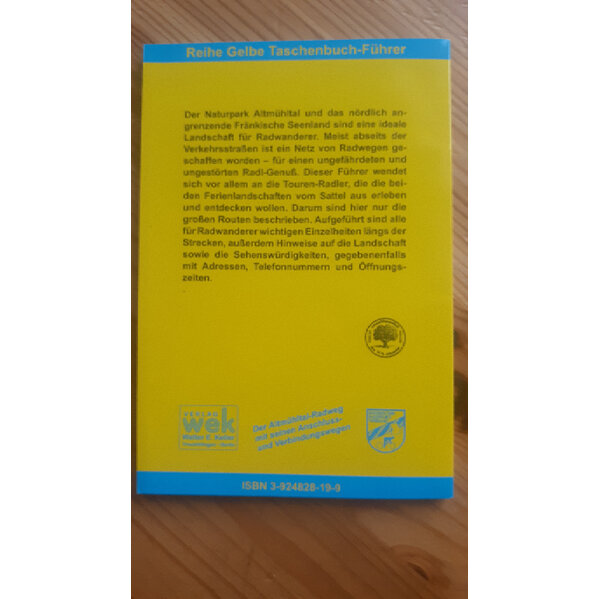 Reihe Gelbe Taschenbuch-Führer
Der Naturpark Altmühltal und das nördlich an-
grenzende Fränkische Seenland sind eine ideale
Landschaft für Radwanderer. Meist abseits der
Verkehrsstraßen ist ein Netz von Radwegen ge-
schaffen worden – für einen ungefährdeten und
ungestörten Radl-Genuß. Dieser Führer wendet
sich vor allem an die Touren-Radler, die die bei-
den Ferienlandschaften vom Sattel aus erleben
und entdecken wollen. Darum sind hier nur die
großen Routen beschrieben. Aufgeführt sind alle
für Radwanderer wichtigen Einzelheiten längs der
Strecken, außerdem Hinweise auf die Landschaft
sowie die Sehenswürdigkeiten, gegebenenfalls
mit Adressen, Telefonnummern und Öffnungs-
zeiten.
VERLAG
wek
Walter E. Keller
Der Altmühltal-Radweg
mit seinen Anschluss-
und Verbindungswegen
ISBN 3-924828-19-9